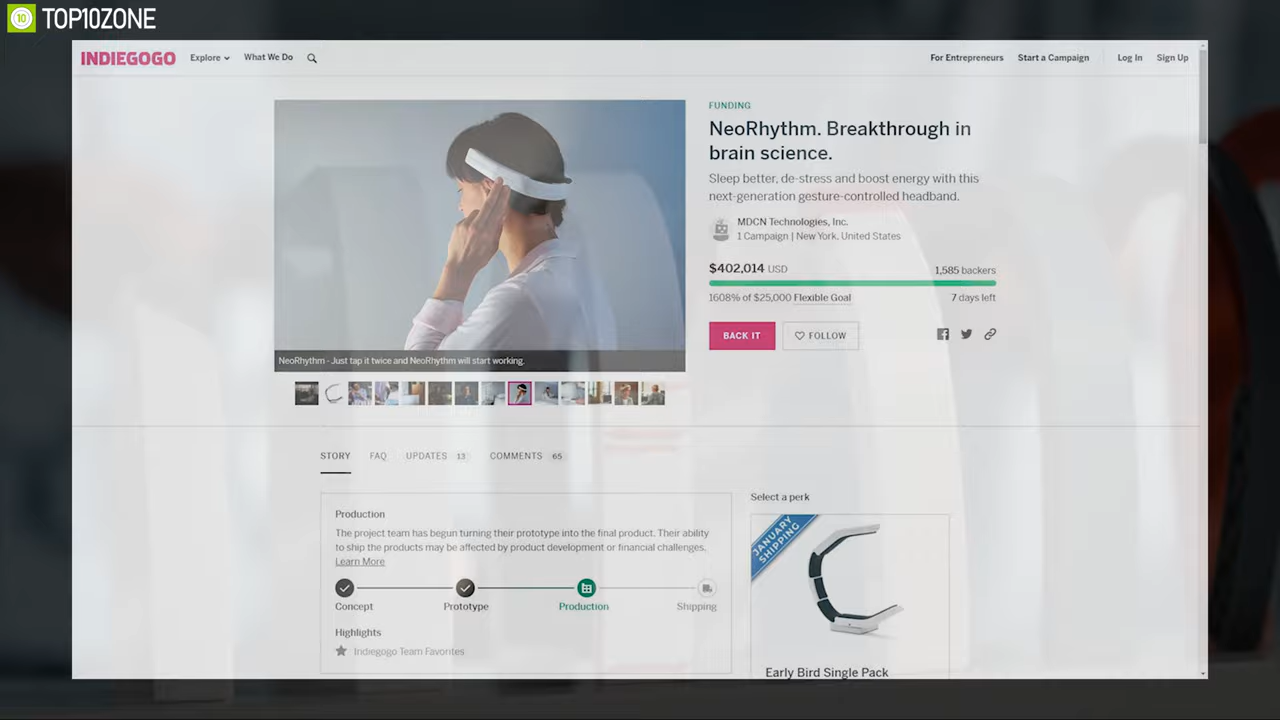 10 TOP10ZONE
INDIEGOGO Explore What We Do For Entrepreneurs Start a Campaign Log In Sign Up
FUNDING
NeoRhythm. Breakthrough in
brain science.
Sleep better, de-stress and boost energy with this
next-generation gesture-controlled headband.
MDCN Technologies, Inc.
1 Campaign | New York, United States
$402,014 USD 1,585 backers
1608% of $25,000 Flexible Goal 7 days left
BACK IT FOLLOW
NeoRhythm - Just tap it twice and NeoRhythm will start working.
STORY FAQ UPDATES 13 COMMENTS 65
Production
The project team has begun turning their prototype into the final product. Their ability
to ship the products may be affected by product development or financial challenges.
Learn More
Concept Prototype Production Shipping
Highlights
Indiegogo Team Favorites
Select a perk
JANUARY
SHIPPING
Early Bird Single Pack